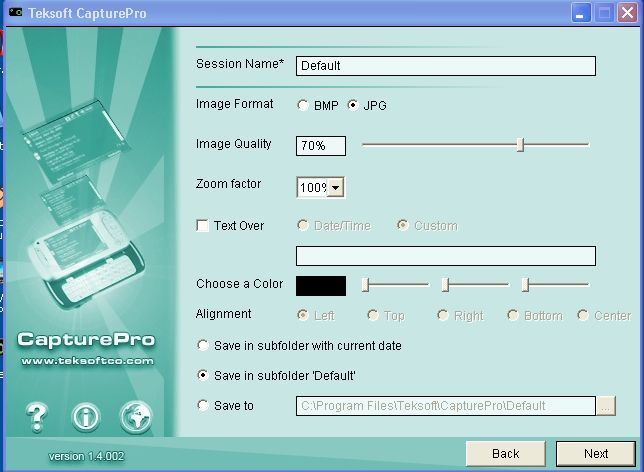 Teksoft CapturePro
Session Name* Default
Image Format BMP JPG
Image Quality 70%
Zoom factor 100%
Text Over Date/Time Custom
Choose a Color
Alignment Left Top Right Bottom Center
Save in subfolder with current date
Save in subfolder 'Default'
Save to C:\Program Files\Teksoft\CapturePro\Default ...
CapturePro
www.teksoftco.com
version 1.4.002
Back Next